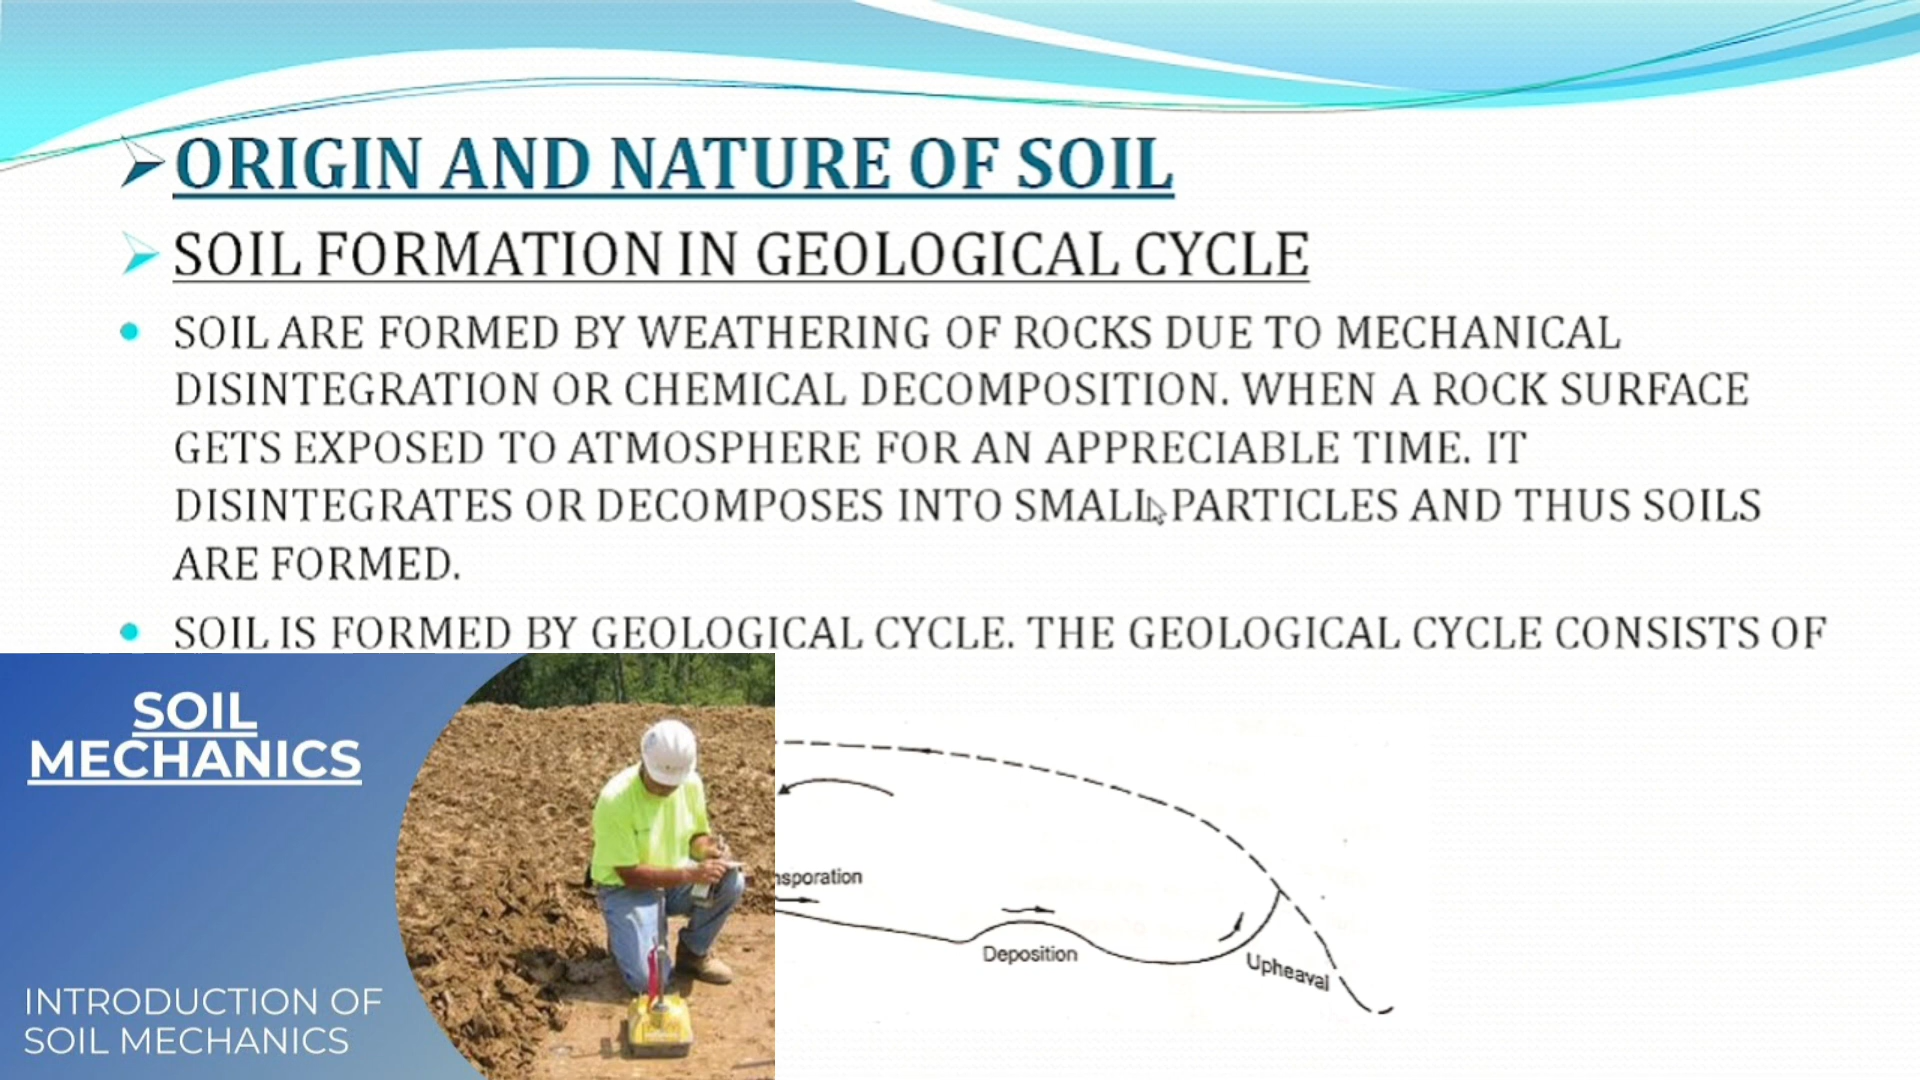 ORIGIN AND NATURE OF SOIL
SOIL FORMATION IN GEOLOGICAL CYCLE
SOIL ARE FORMED BY WEATHERING OF ROCKS DUE TO MECHANICAL
DISINTEGRATION OR CHEMICAL DECOMPOSITION. WHEN A ROCK SURFACE
GETS EXPOSED TO ATMOSPHERE FOR AN APPRECIABLE TIME. IT
DISINTEGRATES OR DECOMPOSES INTO SMALL PARTICLES AND THUS SOILS
ARE FORMED.
SOIL IS FORMED BY GEOLOGICAL CYCLE. THE GEOLOGICAL CYCLE CONSISTS OF
SOIL
MECHANICS
INTRODUCTION OF
SOIL MECHANICS
nsporation
Deposition
Upheaval